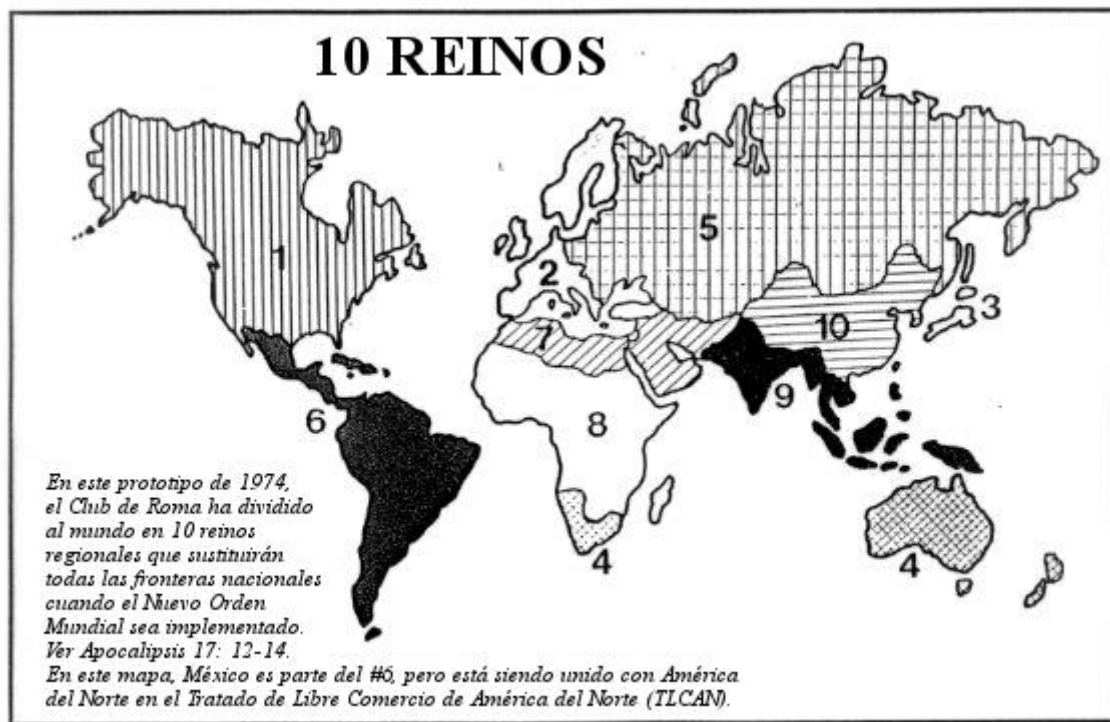 10 REINOS
1
2
3
5
7
10
9
8
6
4
4
En este prototipo de 1974,
el Club de Roma ha dividido
al mundo en 10 reinos
regionales que sustituirán
todas las fronteras nacionales
cuando el Nuevo Orden
Mundial sea implementado.
Ver Apocalipsis 17: 12-14.
En este mapa, México es parte del #6, pero está siendo unido con América
del Norte en el Tratado de Libre Comercio de América del Norte (TLCAN).